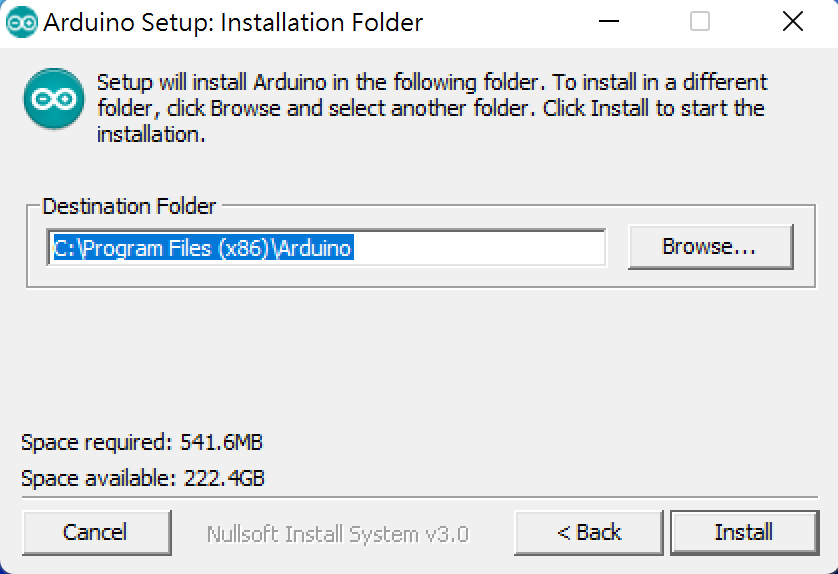 Arduino Setup: Installation Folder
Setup will install Arduino in the following folder. To install in a different
folder, click Browse and select another folder. Click Install to start the
installation.
Destination Folder
C:\Program Files (x86)\Arduino
Browse...
Space required: 541.6MB
Space available: 222.4GB
Cancel
Nullsoft Install System v3.0
< Back
Install